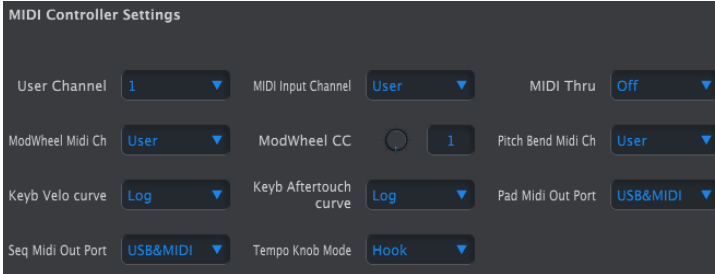 MIDI Controller Settings
User Channel 1 MIDI Input Channel User MIDI Thru Off
ModWheel Midi Ch User ModWheel CC 1 Pitch Bend Midi Ch User
Keyb Velo curve Log Keyb Aftertouch curve Log Pad Midi Out Port USB&MIDI
Seq Midi Out Port USB&MIDI Tempo Knob Mode Hook